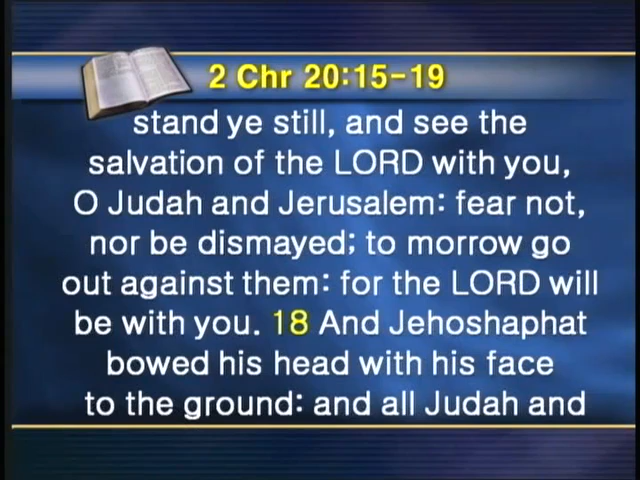 2 Chr 20:15-19
stand ye still, and see the
salvation of the LORD with you,
O Judah and Jerusalem: fear not,
nor be dismayed; to morrow go
out against them: for the LORD will
be with you. 18 And Jehoshaphat
bowed his head with his face
to the ground: and all Judah and